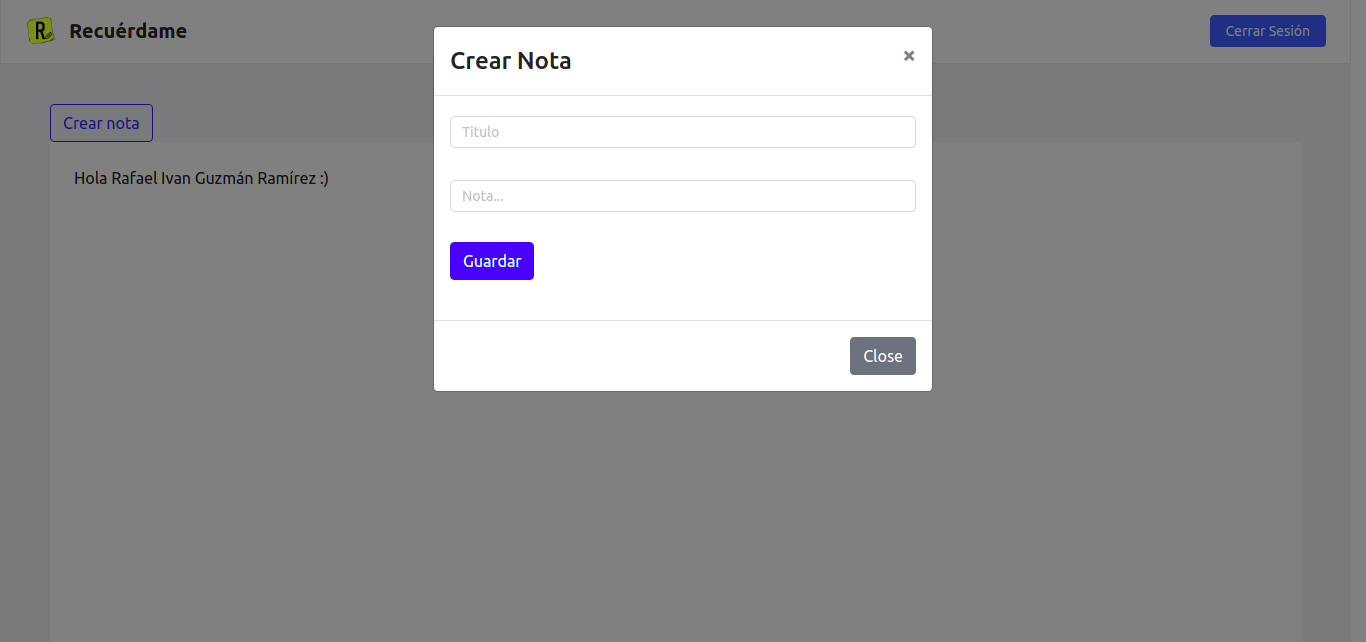 R Recuérdame
Cerrar Sesión
Crear nota
Hola Rafael Ivan Guzmán Ramírez :)
Crear Nota ×
Titulo
Nota...
Guardar
Close